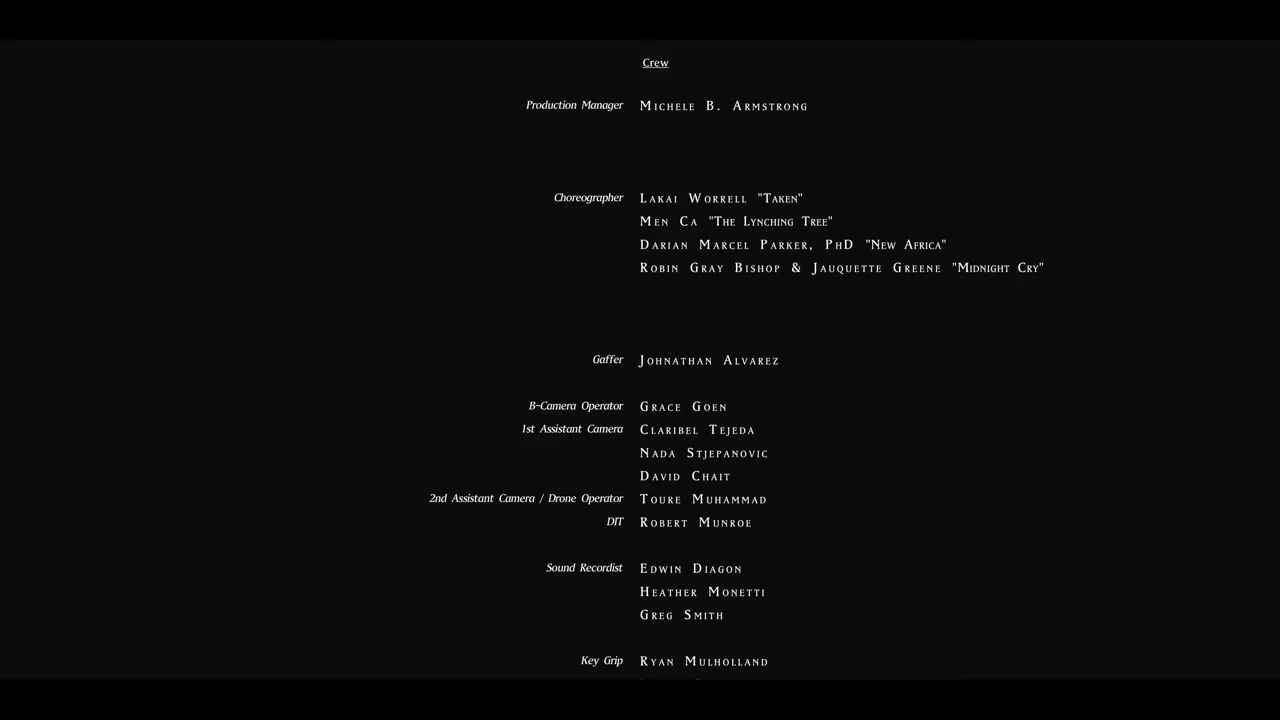 Crew
Production Manager Michele B. Armstrong
Choreographer Lakai Worrell "Taken"
Men Ca "The Lynching Tree"
Darian Marcel Parker, PhD "New Africa"
Robin Gray Bishop & Jauquette Greene "Midnight Cry"
Gaffer Johnathan Alvarez
B-Camera Operator Grace Goen
1st Assistant Camera Claribel Tejeda
Nada Stjepanovic
David Chait
2nd Assistant Camera / Drone Operator Toure Muhammad
DIT Robert Munroe
Sound Recordist Edwin Diagon
Heather Monetti
Greg Smith
Key Grip Ryan Mulholland